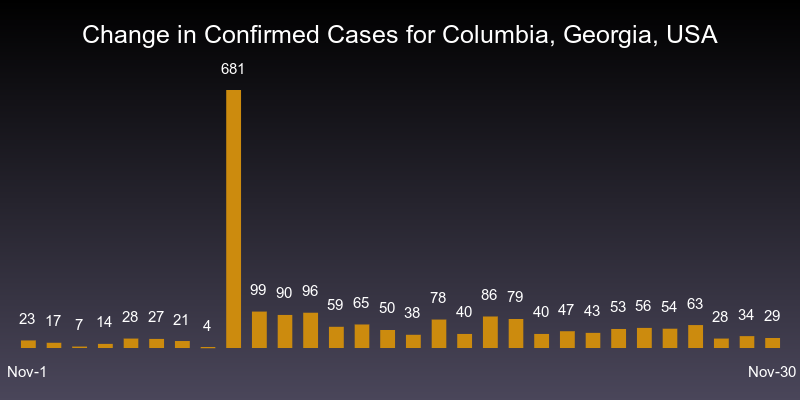 Change in Confirmed Cases for Columbia, Georgia, USA
681
23 17 7 14 28 27 21 4 99 90 96 59 65 50 38 78 40 86 79 40 47 43 53 56 54 63 28 34 29
Nov-1 Nov-30